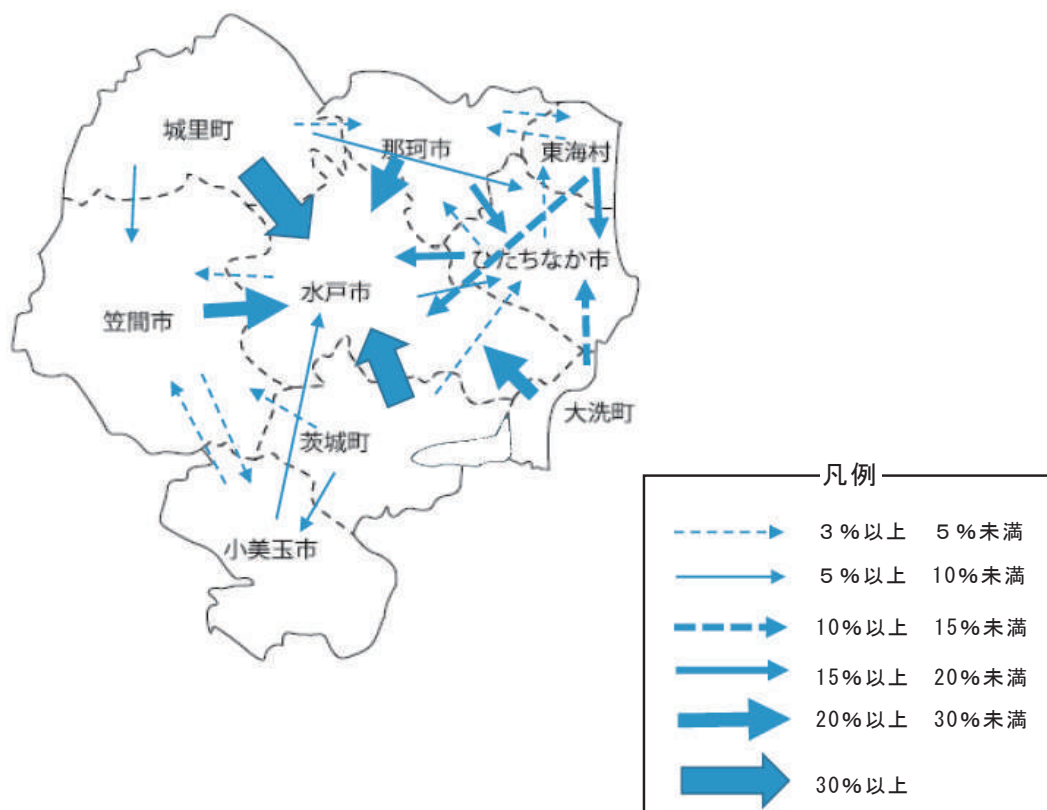 城里町
那珂市
東海村
ひたちなか市
水戸市
笠間市
大洗町
茨城町
小美玉市
凡例
３%以上　５%未満
５%以上　10%未満
10%以上　15%未満
15%以上　20%未満
20%以上　30%未満
30%以上